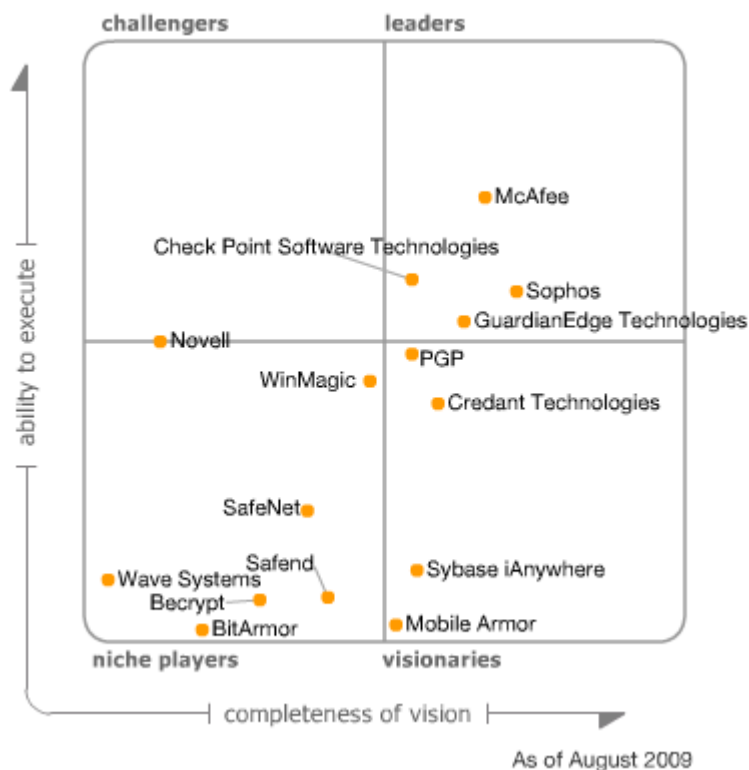 challengers
leaders
McAfee
Check Point Software Technologies
Sophos
GuardianEdge Technologies
Novell
PGP
WinMagic
Credant Technologies
ability to execute
SafeNet
Safend
Sybase iAnywhere
Wave Systems
Becrypt
BitArmor
Mobile Armor
niche players
visionaries
completeness of vision
As of August 2009